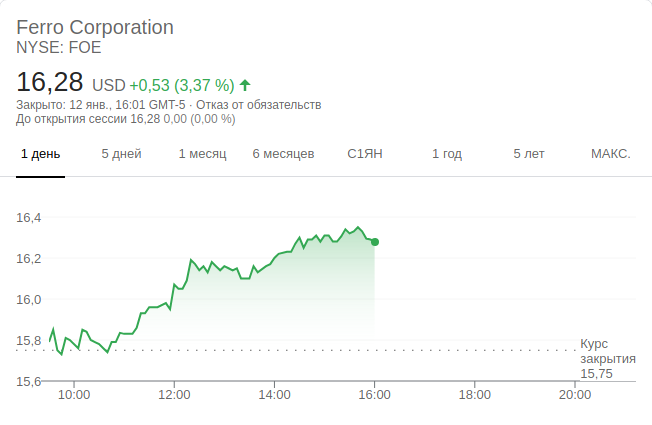 Ferro Corporation
NYSE: FOE
16,28 USD +0,53 (3,37 %)
Закрыто: 12 янв., 16:01 GMT-5 · Отказ от обязательств
До открытия сессии 16,28 0,00 (0,00 %)
1 день 5 дней 1 месяц 6 месяцев С1ЯН 1 год 5 лет МАКС.
16,4
16,2
16,0
15,8
Курс
закрытия
15,75
15,6
10:00 12:00 14:00 16:00 18:00 20:00